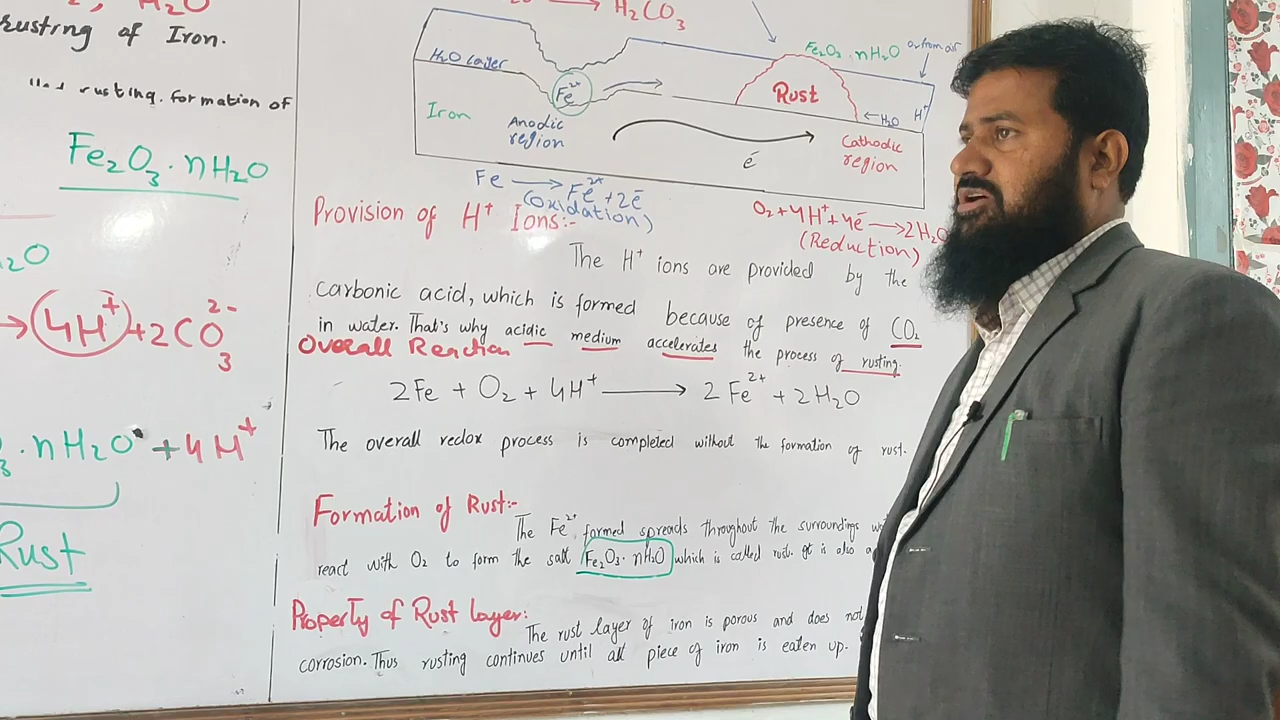 H2O
rusting of Iron.
rusting. formation of
Fe2O3 · nH2O
→ 4H+ + 2CO3 2-
· nH2O + 4H+
Rust
→ H2CO3
Fe2O3 · nH2O
from air
H2O layer
Fe2+
Rust
← H2O
H+
Iron
Anodic region
é
Cathodic region
Fe → Fe2+ + 2é
(Oxidation)
O2 + 4H+ + 4é → 2H2O
(Reduction)
Provision of H+ Ions:-
The H+ ions are provided by the
carbonic acid, which is formed because of presence of CO2
in water. That's why acidic medium accelerates the process of rusting.
Overall Reaction
2Fe + O2 + 4H+ → 2Fe2+ + 2H2O
The overall redox process is completed without the formation of rust.
Formation of Rust:-
The Fe2+ formed spreads throughout the surroundings
react with O2 to form the salt Fe2O3 · nH2O which is called rust. It is also
Property of Rust layer:
The rust layer of iron is porous and does not
corrosion. Thus rusting continues until all piece of iron is eaten up.